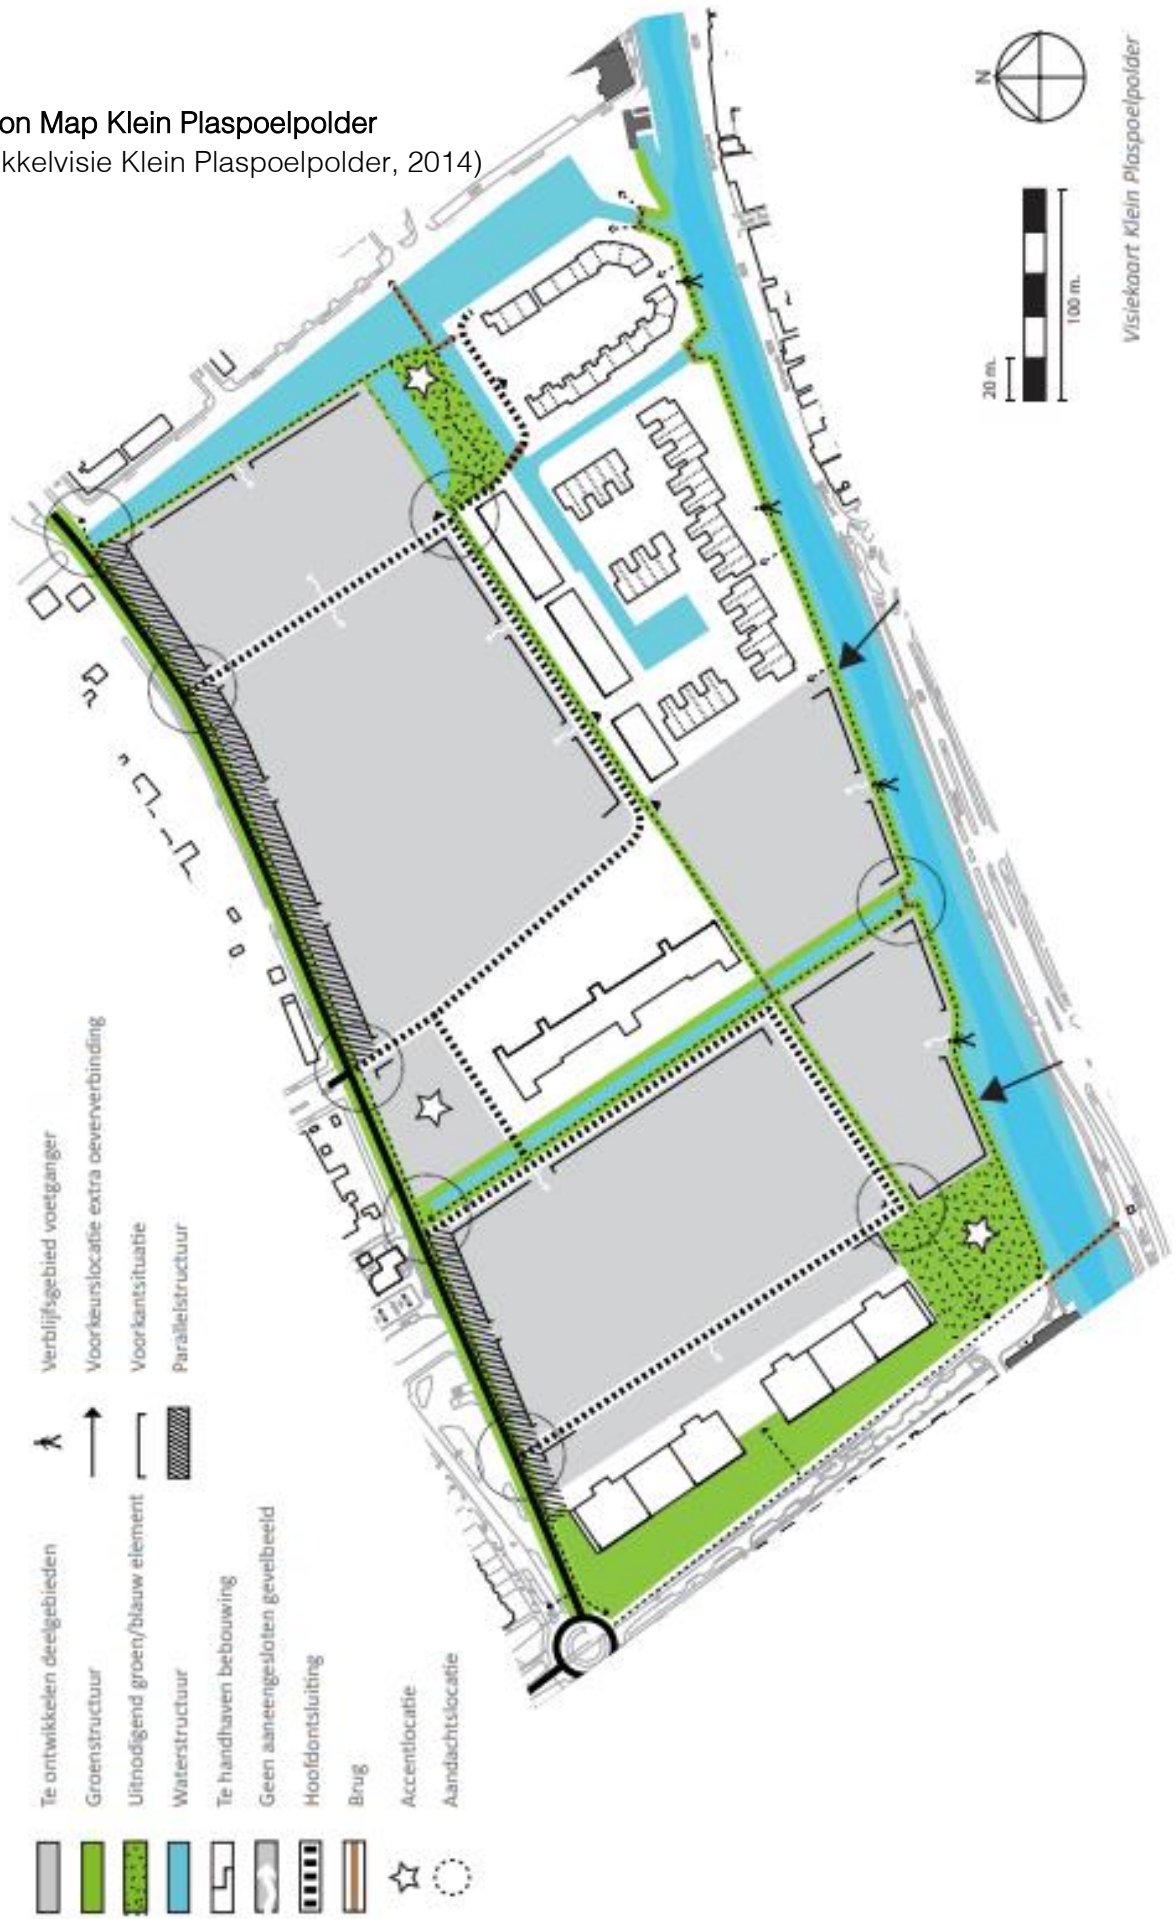 on Map Klein Plaspoelpolder
kkelvisie Klein Plaspoelpolder, 2014)
Te ontwikkelen deelgebieden
Groenstructuur
Uitnodigend groen/blauw element
Waterstructuur
Te handhaven bebouwing
Geen aaneengesloten gevelbeeld
Hoofdontsluiting
Brug
Accentlocatie
Aandachtslocatie
Verblijfsgebied voetganger
Voorkeurslocatie extra oeververbinding
Voorkantsituatie
Parallelstructuur
N
20 m.
100 m.
Visiekaart Klein Plaspoelpolder